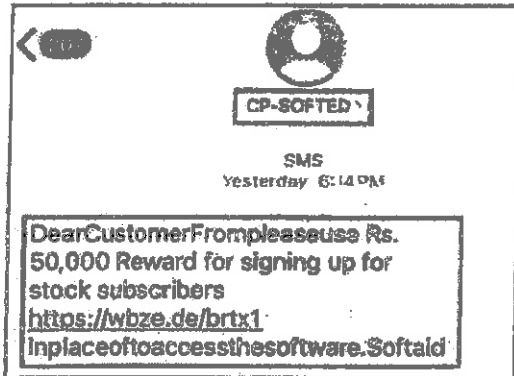 CP-SOFTED
SMS
Yesterday 6:14 PM
DearCustomerFrompleaseuse Rs.
50,000 Reward for signing up for
stock subscribers
https://wbze.de/brtx1
inplaceoftoaccessthesoftware.Softaid